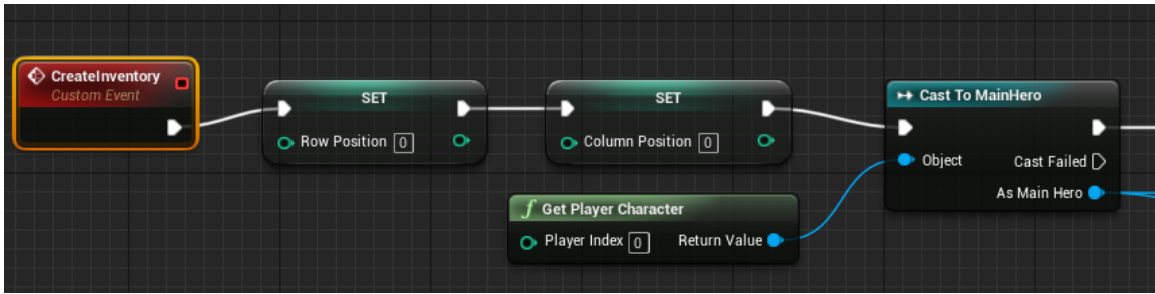 CreateInventory
Custom Event
SET
Row Position 0
SET
Column Position 0
Cast To MainHero
Object
Cast Failed
As Main Hero
f Get Player Character
Player Index 0
Return Value